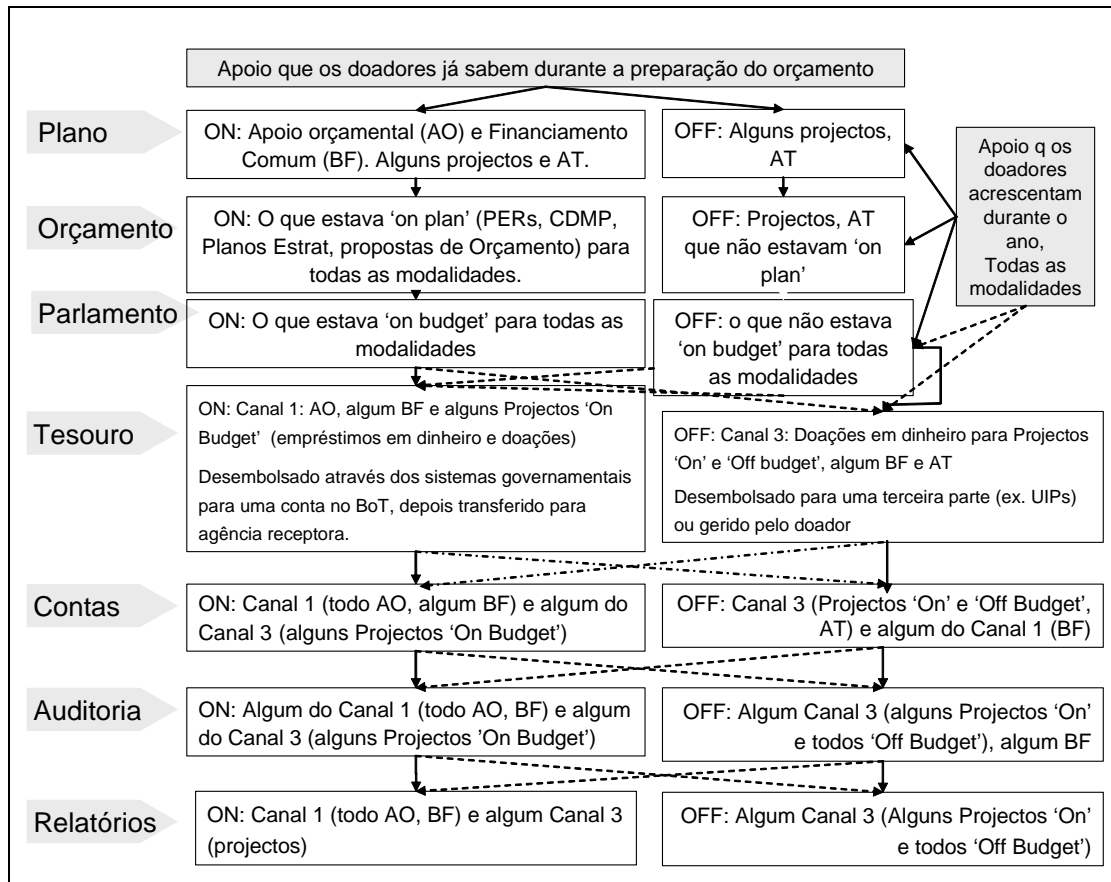 Apoio que os doadores já sabem durante a preparação do orçamento
Plano
ON: Apoio orçamental (AO) e Financiamento
Comum (BF). Alguns projectos e AT.
OFF: Alguns projectos,
AT
Apoio q os
doadores
acrescentam
durante o
ano,
Todas as
modalidades
Orçamento
ON: O que estava ‘on plan’ (PERs, CDMP,
Planos Estrat, propostas de Orçamento) para
todas as modalidades.
OFF: Projectos, AT
que não estavam ‘on
plan’
Parlamento
ON: O que estava ‘on budget’ para todas as
modalidades
OFF: o que não estava
‘on budget’ para todas
as modalidades
Tesouro
ON: Canal 1: AO, algum BF e alguns Projectos ‘On
Budget’ (empréstimos em dinheiro e doações)
Desembolsado através dos sistemas governamentais
para uma conta no BoT, depois transferido para
agência receptora.
OFF: Canal 3: Doações em dinheiro para Projectos
‘On’ e ‘Off budget’, algum BF e AT
Desembolsado para uma terceira parte (ex. UIPs)
ou gerido pelo doador
Contas
ON: Canal 1 (todo AO, algum BF) e algum do
Canal 3 (alguns Projectos ‘On Budget’)
OFF: Canal 3 (Projectos ‘On’ e ‘Off Budget’,
AT) e algum do Canal 1 (BF)
Auditoria
ON: Algum do Canal 1 (todo AO, BF) e algum
do Canal 3 (alguns Projectos ’On Budget’)
OFF: Algum Canal 3 (alguns Projectos ‘On’
e todos ‘Off Budget’), algum BF
Relatórios
ON: Canal 1 (todo AO, BF) e algum Canal 3
(projectos)
OFF: Algum Canal 3 (Alguns Projectos ‘On’
e todos ‘Off Budget’)